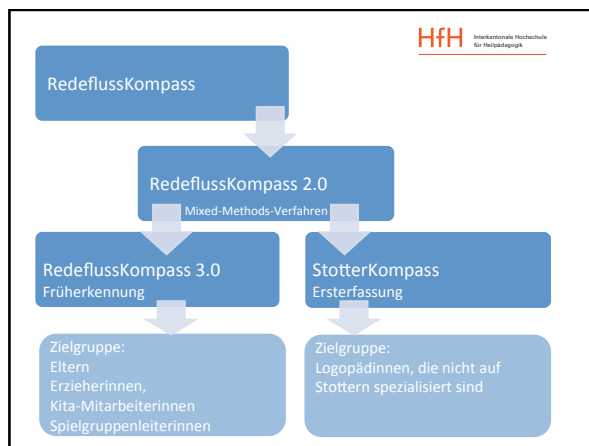 HfH
Interkantonale Hochschule
für Heilpädagogik
RedeflussKompass
RedeflussKompass 2.0
Mixed-Methods-Verfahren
RedeflussKompass 3.0
Früherkennung
StotterKompass
Ersterfassung
Zielgruppe:
Eltern
Erzieherinnen,
Kita-Mitarbeiterinnen
Spielgruppenleiterinnen
Zielgruppe:
Logopädinnen, die nicht auf
Stottern spezialisiert sind